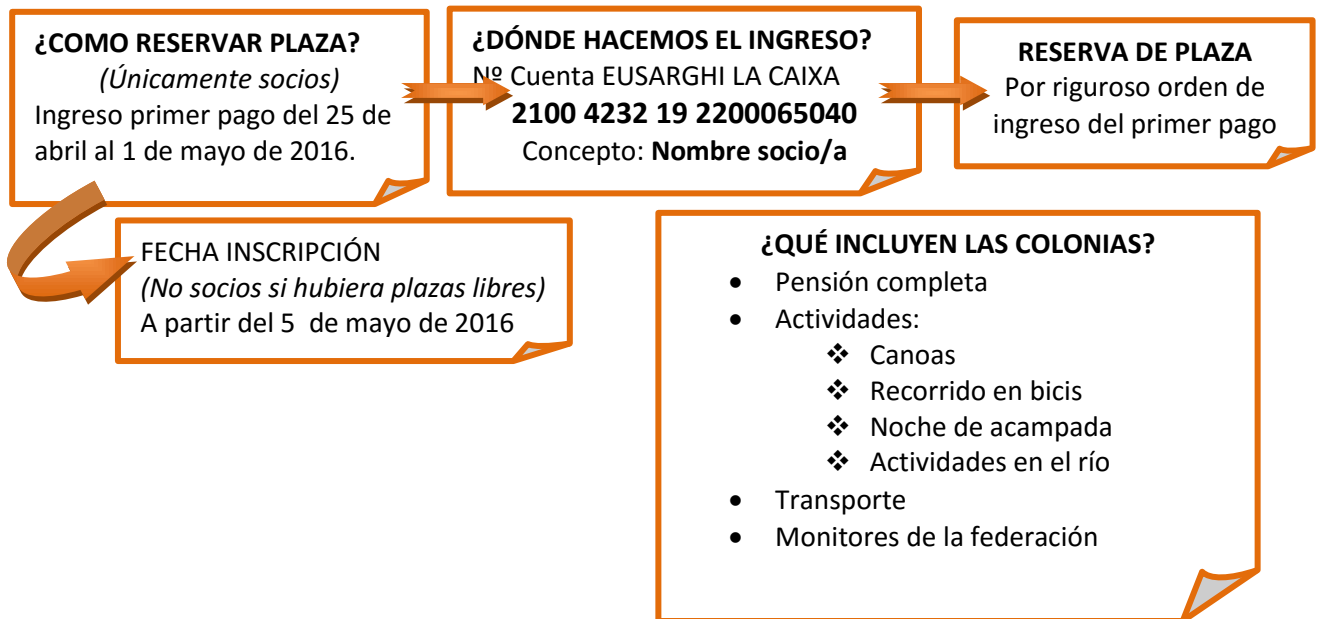 ¿COMO RESERVAR PLAZA?
(Únicamente socios)
Ingreso primer pago del 25 de
abril al 1 de mayo de 2016.
¿DÓNDE HACEMOS EL INGRESO?
Nº Cuenta EUSARGHI LA CAIXA
2100 4232 19 2200065040
Concepto: Nombre socio/a
RESERVA DE PLAZA
Por riguroso orden de
ingreso del primer pago
FECHA INSCRIPCIÓN
(No socios si hubiera plazas libres)
A partir del 5 de mayo de 2016
¿QUÉ INCLUYEN LAS COLONIAS?
• Pensión completa
• Actividades:
❖ Canoas
❖ Recorrido en bicis
❖ Noche de acampada
❖ Actividades en el río
• Transporte
• Monitores de la federación